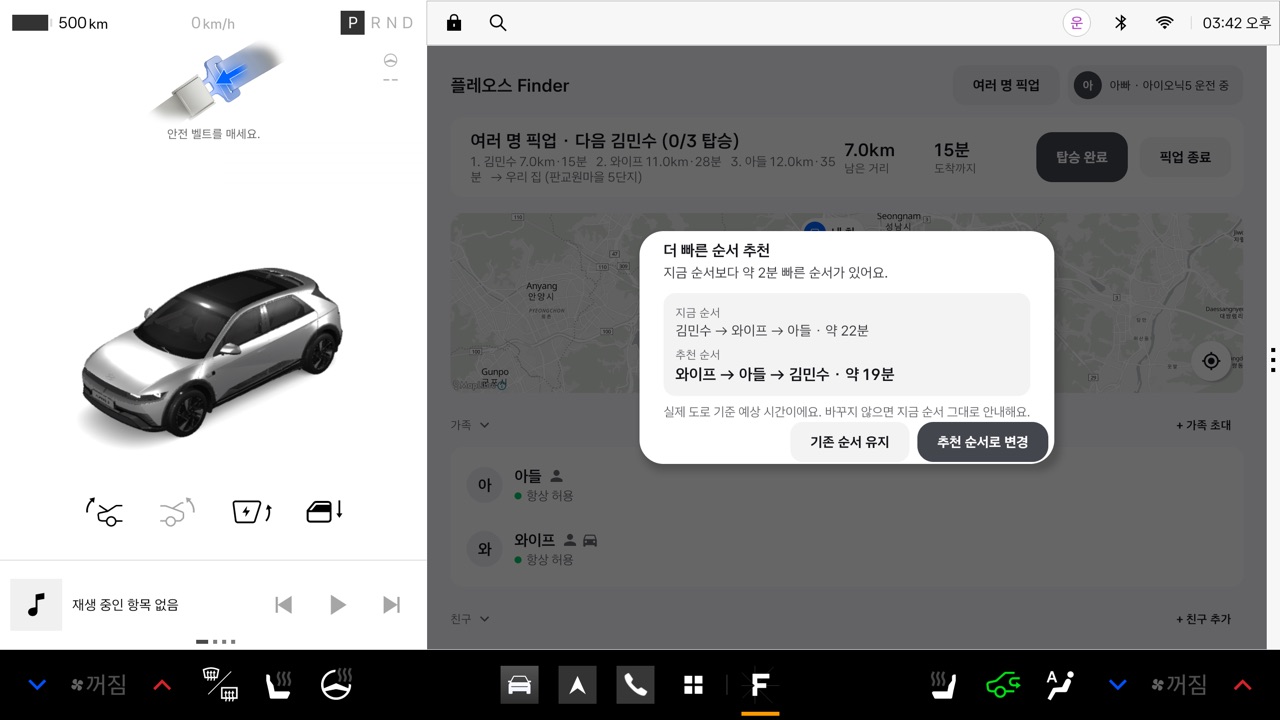 500 km
0 km/h
P R N D
03:42 오후
운
안전 벨트를 매세요.
--
플레오스 Finder
여러 명 픽업
아
아빠 · 아이오닉5 운전 중
여러 명 픽업 · 다음 김민수 (0/3 탑승)
1. 김민수 7.0km·15분 2. 와이프 11.0km·28분 3. 아들 12.0km·35
분 → 우리 집 (판교원마을 5단지)
7.0km
남은 거리
15분
도착까지
탑승 완료
픽업 종료
Seongnam
성남시
Anyang
안양시
Gunpo
군포시
더 빠른 순서 추천
지금 순서보다 약 2분 빠른 순서가 있어요.
지금 순서
김민수 → 와이프 → 아들 · 약 22분
추천 순서
와이프 → 아들 → 김민수 · 약 19분
실제 도로 기준 예상 시간이에요. 바꾸지 않으면 지금 순서 그대로 안내해요.
기존 순서 유지
추천 순서로 변경
가족
+ 가족 초대
아
아들
항상 허용
와
와이프
항상 허용
친구
+ 친구 추가
재생 중인 항목 없음
꺼짐
F
A
꺼짐